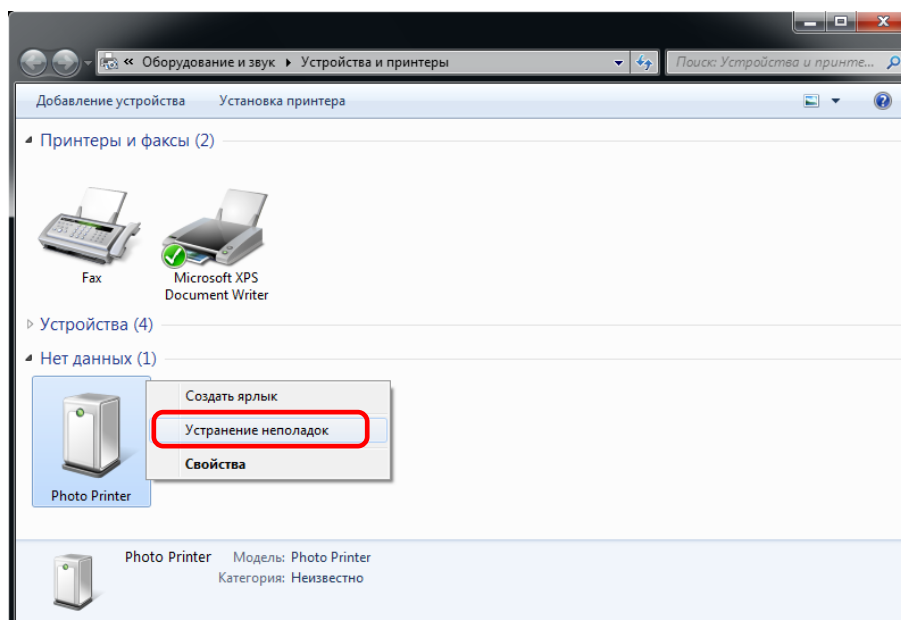 « Оборудование и звук ▸ Устройства и принтеры
Поиск: Устройства и принте...
Добавление устройства Установка принтера
Принтеры и факсы (2)
Fax
Microsoft XPS
Document Writer
Устройства (4)
Нет данных (1)
Создать ярлык
Устранение неполадок
Свойства
Photo Printer
Photo Printer Модель: Photo Printer
Категория: Неизвестно